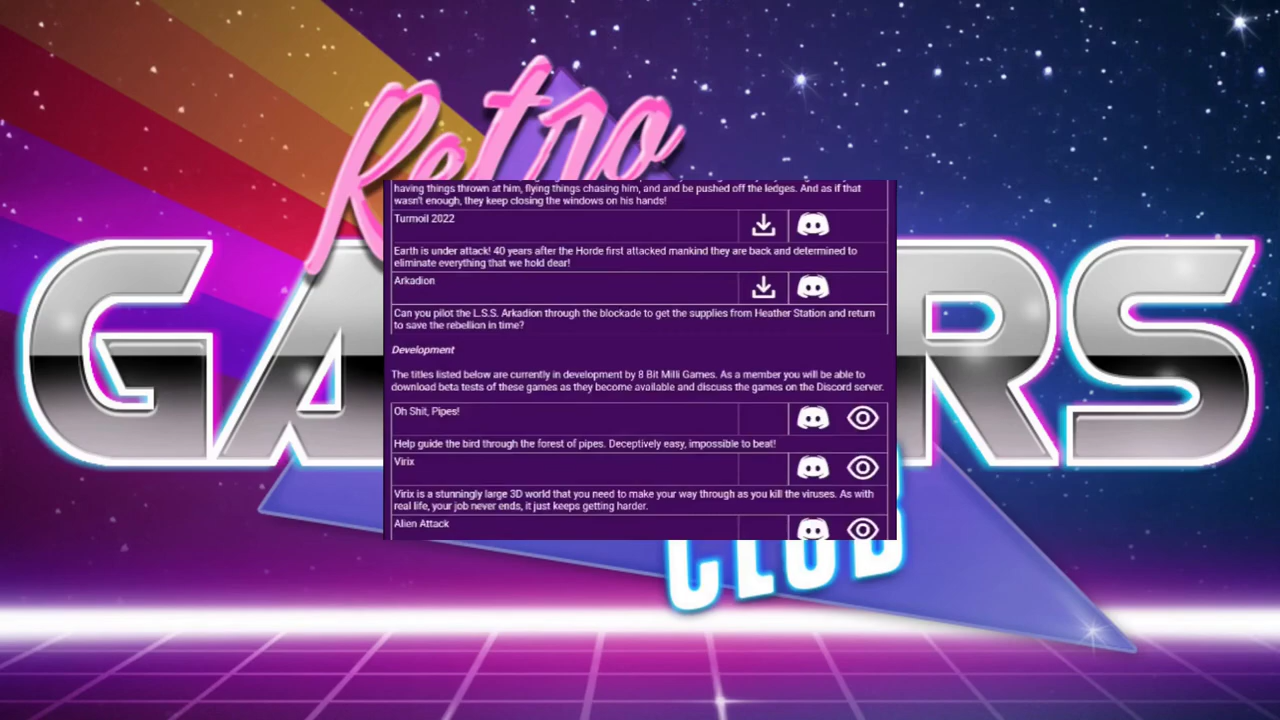 Retro
GA
RS
having things thrown at him, flying things chasing him, and and be pushed off the ledges. And as if that
wasn't enough, they keep closing the windows on his hands!
Turmoil 2022
Earth is under attack! 40 years after the Horde first attacked mankind they are back and determined to
eliminate everything that we hold dear!
Arkadion
Can you pilot the L.S.S. Arkadion through the blockade to get the supplies from Heather Station and return
to save the rebellion in time?
Development
The titles listed below are currently in development by 8 Bit Milli Games. As a member you will be able to
download beta tests of these games as they become available and discuss the games on the Discord server.
Oh Shit, Pipes!
Help guide the bird through the forest of pipes. Deceptively easy, impossible to beat!
Virix
Virix is a stunningly large 3D world that you need to make your way through as you kill the viruses. As with
real life, your job never ends, it just keeps getting harder.
Alien Attack
CLUB